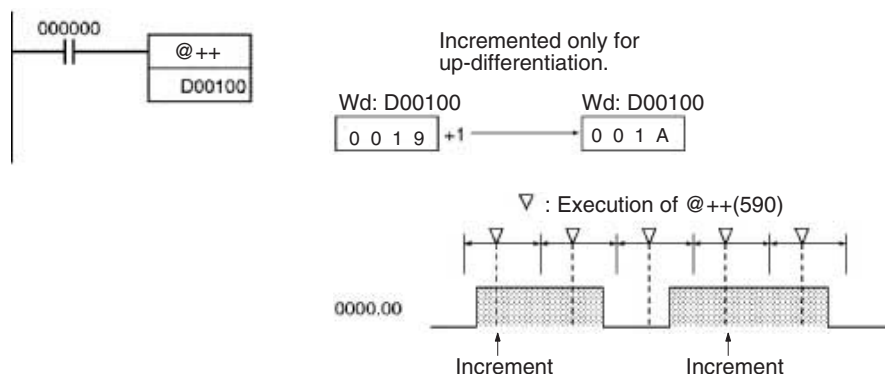 000000
@++
D00100
Incremented only for
up-differentiation.
Wd: D00100
Wd: D00100
0 0 1 9 +1
0 0 1 A
: Execution of @++(590)
0000.00
Increment
Increment